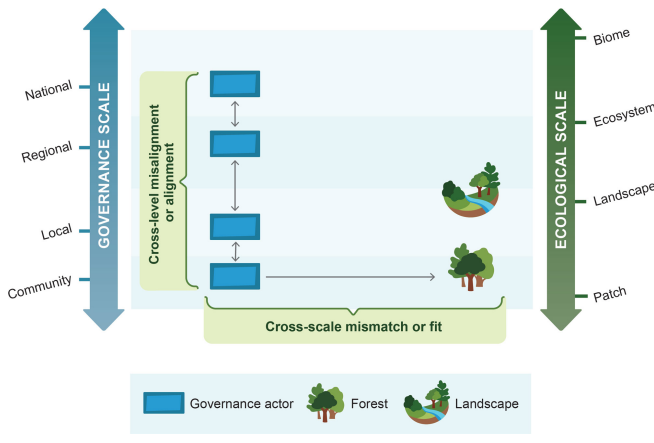 National
Regional
Local
Community
GOVERNANCE SCALE
Cross-level misalignment
or alignment
Cross-scale mismatch or fit
ECOLOGICAL SCALE
Biome
Ecosystem
Landscape
Patch
Governance actor
Forest
Landscape